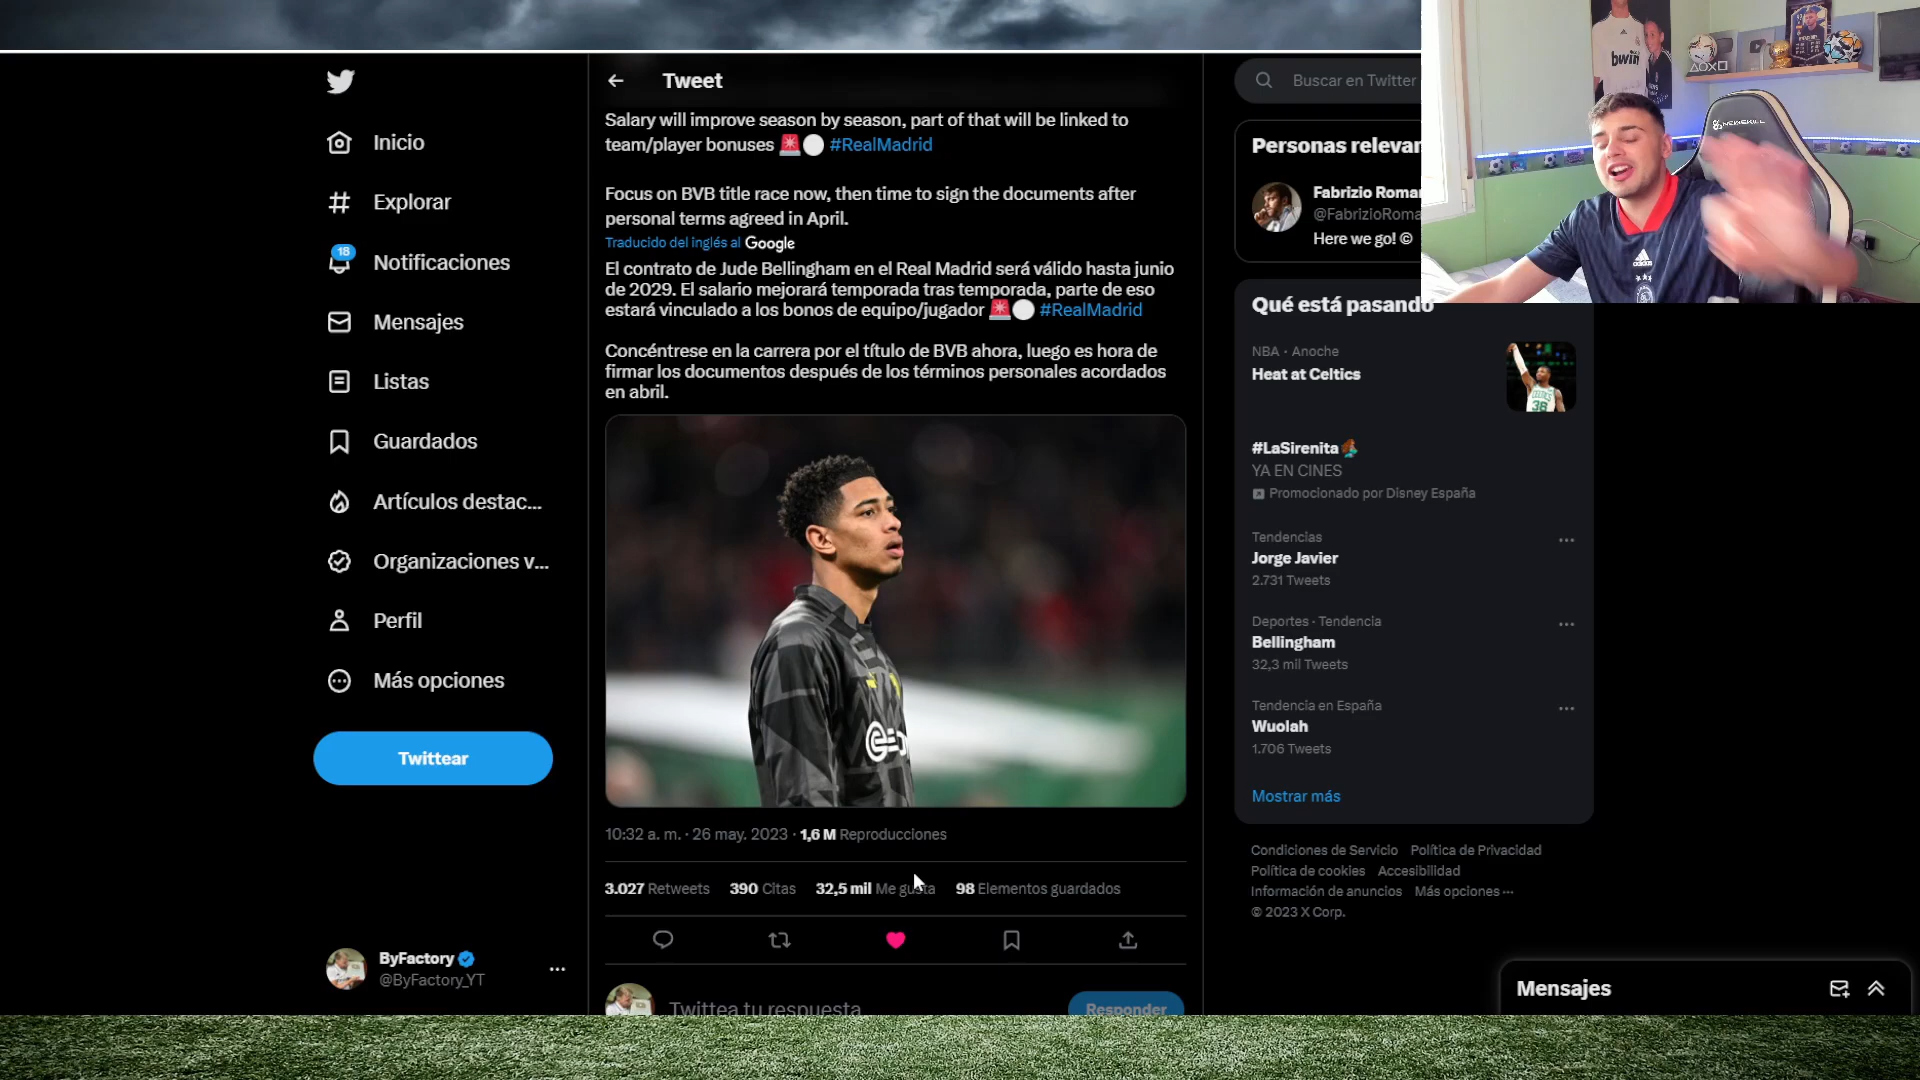 Tweet
Buscar en Twitter
Salary will improve season by season, part of that will be linked to
team/player bonuses #RealMadrid
Focus on BVB title race now, then time to sign the documents after
personal terms agreed in April.
Traducido del inglés al Google
El contrato de Jude Bellingham en el Real Madrid será válido hasta junio
de 2029. El salario mejorará temporada tras temporada, parte de eso
estará vinculado a los bonos de equipo/jugador #RealMadrid
Concéntrese en la carrera por el título de BVB ahora, luego es hora de
firmar los documentos después de los términos personales acordados
en abril.
10:32 a. m. · 26 may. 2023 · 1,6 M Reproducciones
3.027 Retweets 390 Citas 32,5 mil Me gusta 98 Elementos guardados
Twittea tu respuesta
Responder
Inicio
Explorar
18
Notificaciones
Mensajes
Listas
Guardados
Artículos destac...
Organizaciones v...
Perfil
Más opciones
Twittear
ByFactory
@ByFactory_YT
Personas relevan
Fabrizio Roma
@FabrizioRoma
Here we go! ©
Qué está pasando
NBA · Anoche
Heat at Celtics
#LaSirenita
YA EN CINES
Promocionado por Disney España
Tendencias
Jorge Javier
2.731 Tweets
Deportes · Tendencia
Bellingham
32,3 mil Tweets
Tendencia en España
Wuolah
1.706 Tweets
Mostrar más
Condiciones de Servicio Política de Privacidad
Política de cookies Accesibilidad
Información de anuncios Más opciones ···
© 2023 X Corp.
Mensajes
bwin
adidas